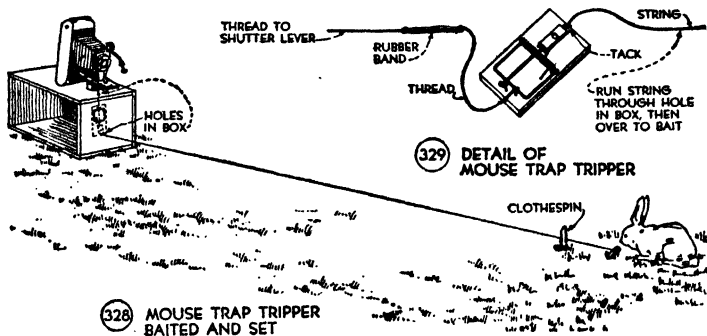 THREAD TO
SHUTTER LEVER
RUBBER
BAND
THREAD
STRING
TACK
RUN STRING
THROUGH HOLE
IN BOX, THEN
OVER TO BAIT
HOLES
IN BOX
329 DETAIL OF
MOUSE TRAP TRIPPER
CLOTHESPIN
328 MOUSE TRAP TRIPPER
BAITED AND SET